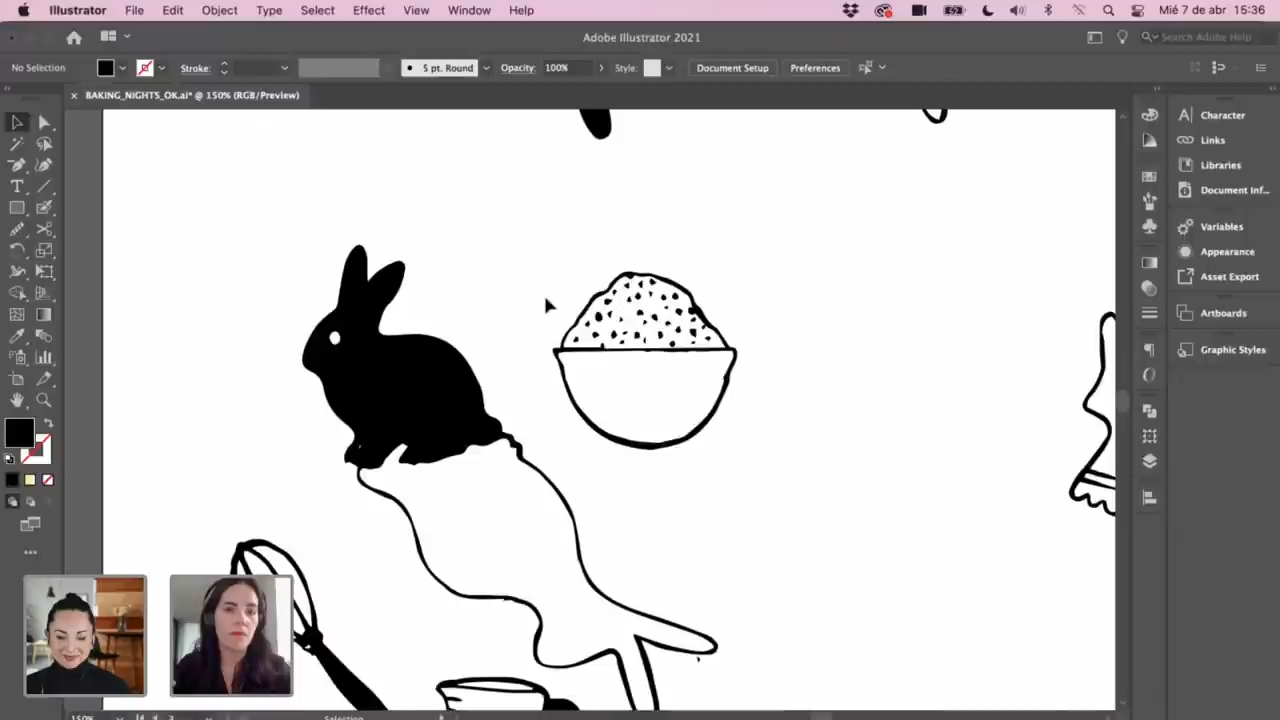 Illustrator File Edit Object Type Select Effect View Window Help Mié 7 de abr 15:36
Adobe Illustrator 2021 Search Adobe Help
No Selection Stroke: 5 pt. Round Opacity: 100% Style: Document Setup Preferences
BAKING_NIGHTS_OK.ai* @ 150% (RGB/Preview)
Character
Links
Libraries
Document Inf...
Variables
Appearance
Asset Export
Artboards
Graphic Styles
150% 3 Selection